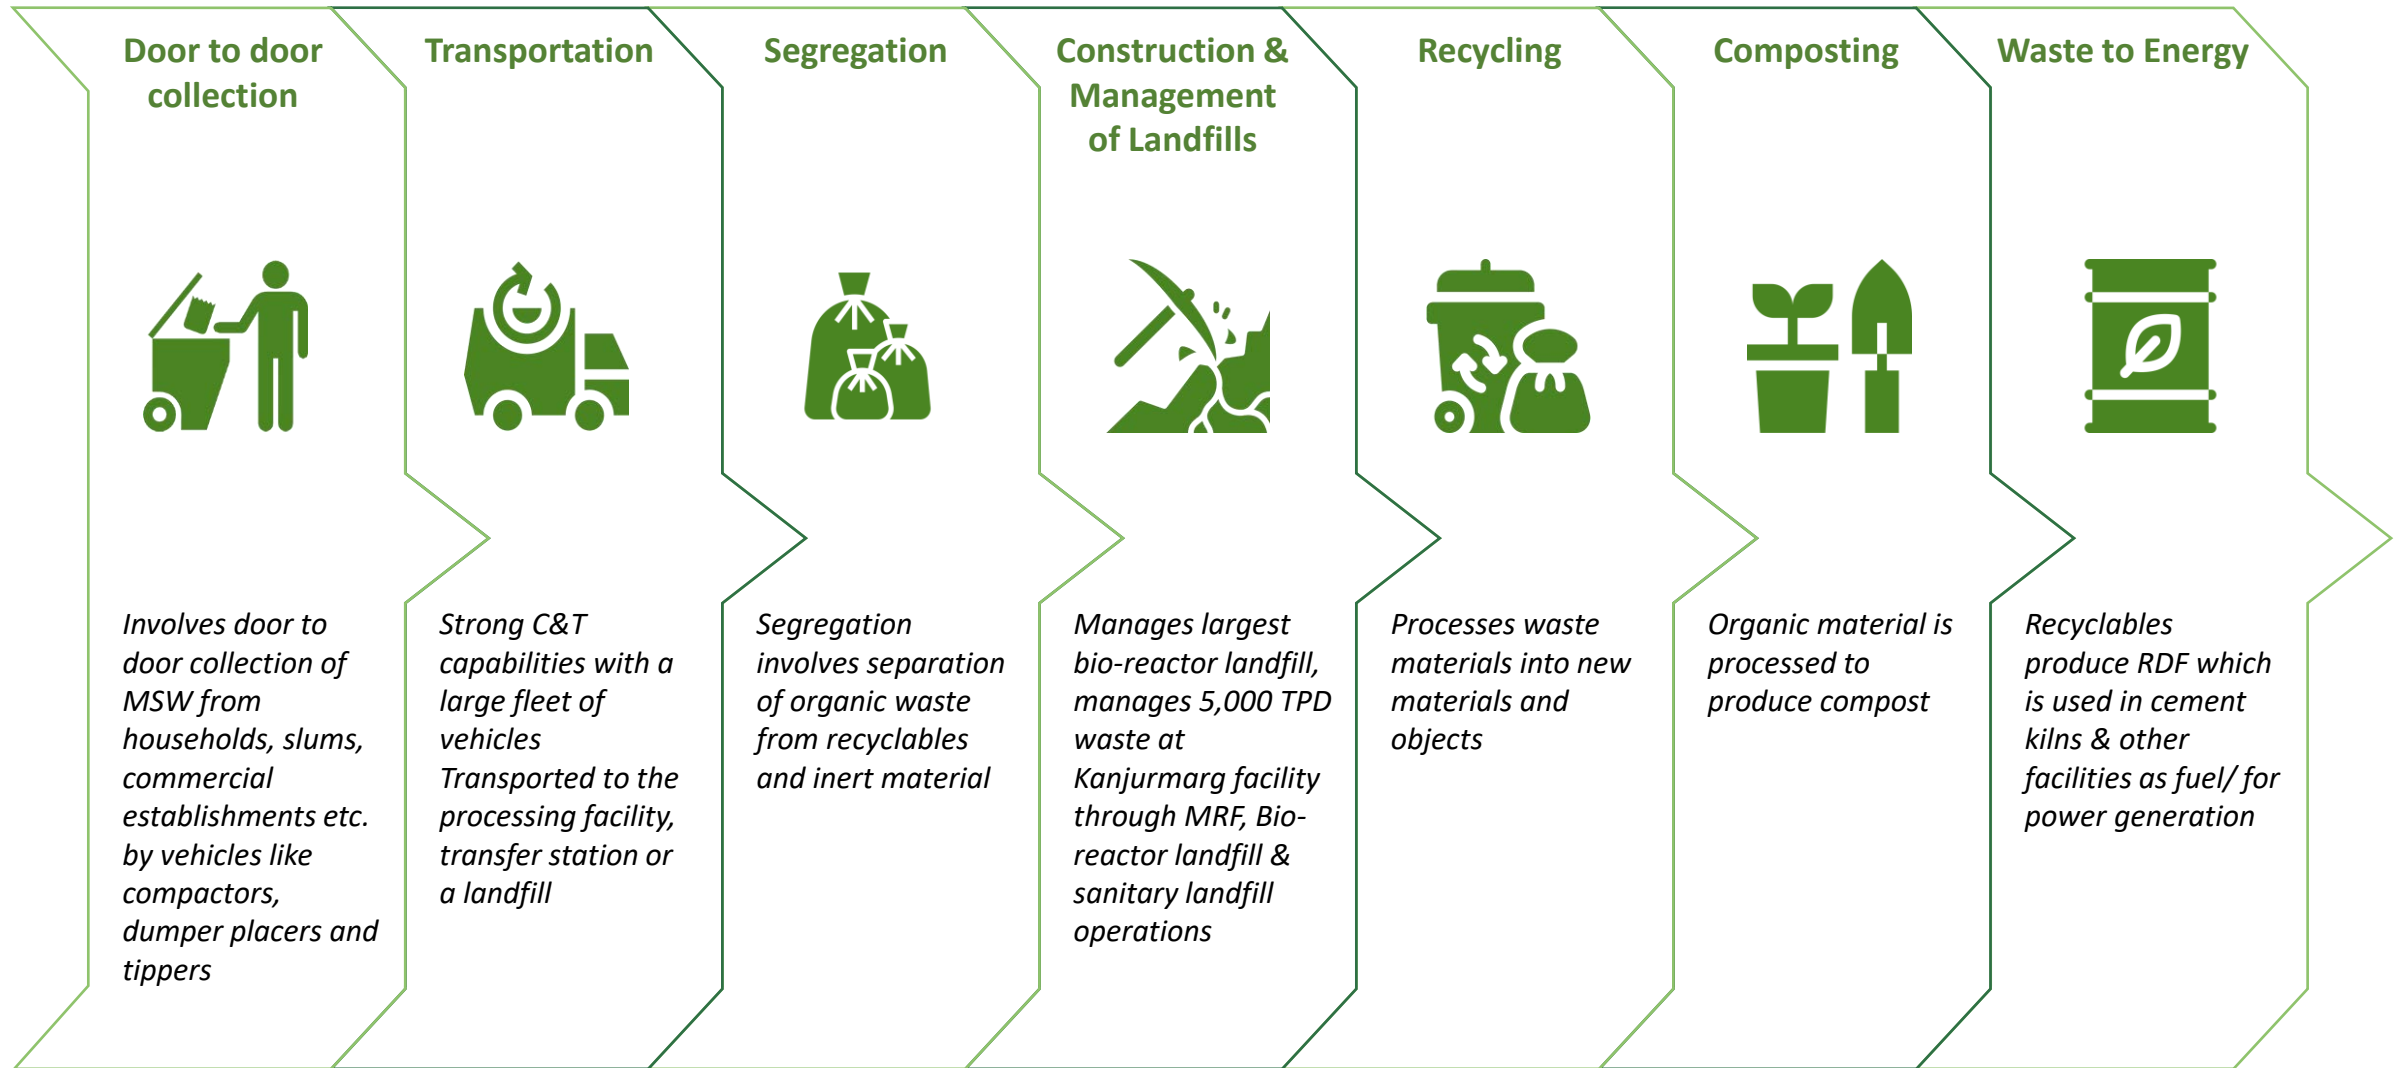 Door to door
collection
Transportation
Segregation
Construction &
Management
of Landfills
Recycling
Composting
Waste to Energy
Involves door to
door collection of
MSW from
households, slums,
commercial
establishments etc.
by vehicles like
compactors,
dumper placers and
tippers
Strong C&T
capabilities with a
large fleet of
vehicles
Transported to the
processing facility,
transfer station or
a landfill
Segregation
involves separation
of organic waste
from recyclables
and inert material
Manages largest
bio-reactor landfill,
manages 5,000 TPD
waste at
Kanjurmarg facility
through MRF, Bio-
reactor landfill &
sanitary landfill
operations
Processes waste
materials into new
materials and
objects
Organic material is
processed to
produce compost
Recyclables
produce RDF which
is used in cement
kilns & other
facilities as fuel/ for
power generation